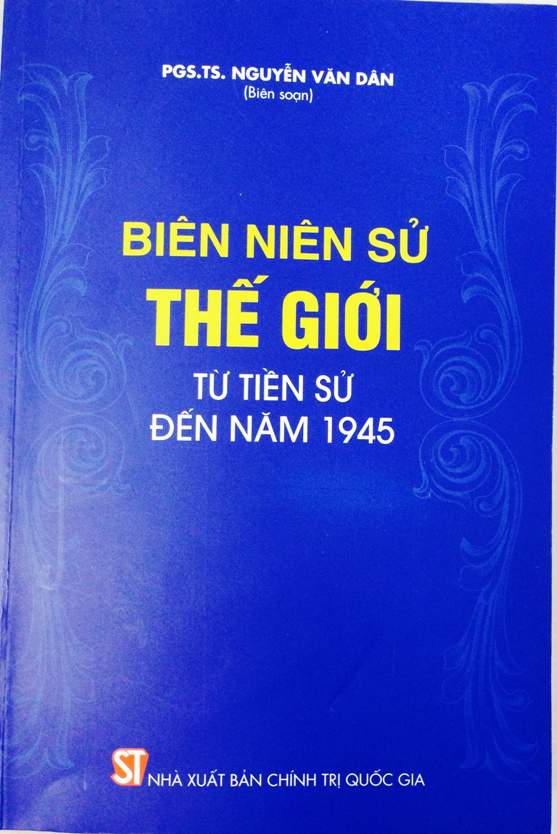 PGS.TS. NGUYỄN VĂN DÂN
(Biên soạn)
BIÊN NIÊN SỬ
THẾ GIỚI
TỪ TIỀN SỬ
ĐẾN NĂM 1945
ST NHÀ XUẤT BẢN CHÍNH TRỊ QUỐC GIA